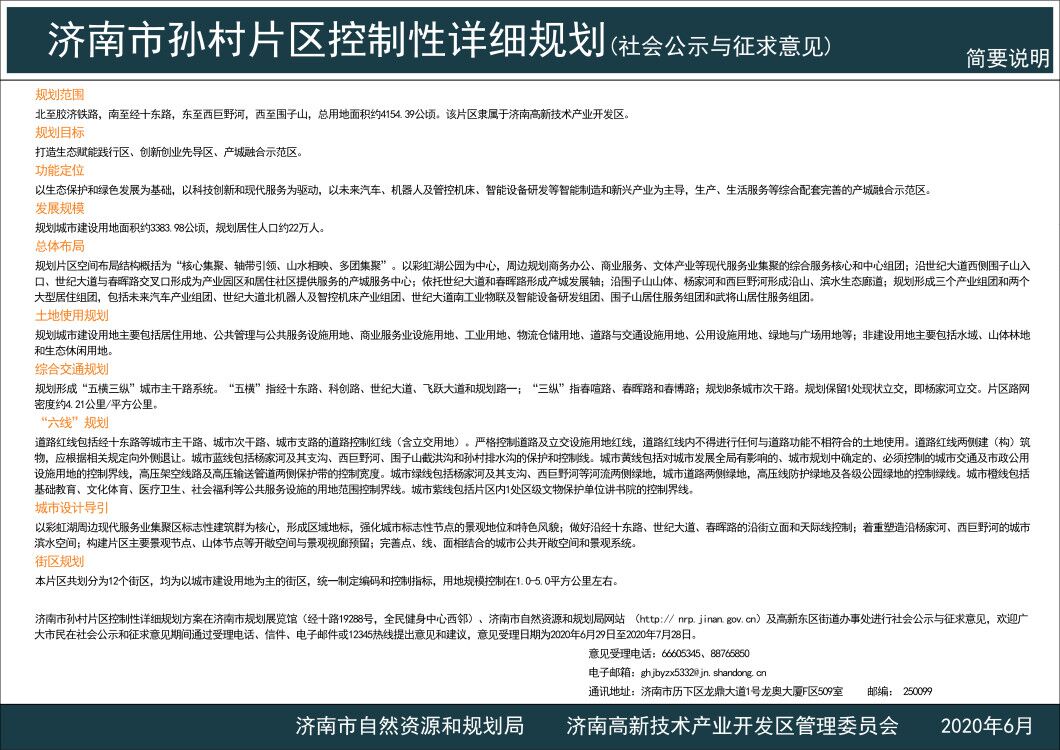 济南市孙村片区控制性详细规划(社会公示与征求意见)
简要说明
规划范围
北至胶济铁路，南至经十东路，东至西巨野河，西至围子山，总用地面积约4154.39公顷。该片区隶属于济南高新技术产业开发区。
规划目标
打造生态赋能践行区、创新创业先导区、产城融合示范区。
功能定位
以生态保护和绿色发展为基础，以科技创新和现代服务为驱动，以未来汽车、机器人及管控机床、智能设备研发等智能制造和新兴产业为主导，生产、生活服务等综合配套完善的产城融合示范区。
发展规模
规划城市建设用地面积约3383.98公顷，规划居住人口约22万人。
总体布局
规划片区空间布局结构概括为“核心集聚、轴带引领、山水相映、多团集聚”。以彩虹湖公园为中心，周边规划商务办公、商业服务、文体产业等现代服务业集聚的综合服务核心和中心组团；沿世纪大道西侧围子山入
口、世纪大道与春晖路交叉口形成为产业园区和居住社区提供服务的产城服务中心；依托世纪大道和春晖路形成产城发展轴；沿围子山山体、杨家河和西巨野河形成沿山、滨水生态廊道；规划形成三个产业组团和两个
大型居住组团，包括未来汽车产业组团、世纪大道北机器人及智控机床产业组团、世纪大道南工业物联及智能设备研发组团、围子山居住服务组团和武将山居住服务组团。
土地使用规划
规划城市建设用地主要包括居住用地、公共管理与公共服务设施用地、商业服务业设施用地、工业用地、物流仓储用地、道路与交通设施用地、公用设施用地、绿地与广场用地等；非建设用地主要包括水域、山体林地
和生态休闲用地。
综合交通规划
规划形成“五横三纵”城市主干路系统。“五横”指经十东路、科创路、世纪大道、飞跃大道和规划路一；“三纵”指春暄路、春晖路和春博路；规划8条城市次干路。规划保留1处现状立交，即杨家河立交。片区路网
密度约4.21公里/平方公里。
“六线”规划
道路红线包括经十东路等城市主干路、城市次干路、城市支路的道路控制红线（含立交用地）。严格控制道路及立交设施用地红线，道路红线内不得进行任何与道路功能不相符合的土地使用。道路红线两侧建（构）筑
物，应根据相关规定向外侧退让。城市蓝线包括杨家河及其支沟、西巨野河、围子山截洪沟和孙村排水沟的保护和控制线。城市黄线包括对城市发展全局有影响的、城市规划中确定的、必须控制的城市交通及市政公用
设施用地的控制界线，高压架空线路及高压输送管道两侧保护带的控制宽度。城市绿线包括杨家河及其支沟、西巨野河等河流两侧绿地，城市道路两侧绿地，高压线防护绿地及各级公园绿地的控制绿线。城市橙线包括
基础教育、文化体育、医疗卫生、社会福利等公共服务设施的用地范围控制界线。城市紫线包括片区内1处区级文物保护单位讲书院的控制界线。
城市设计导引
以彩虹湖周边现代服务业集聚区标志性建筑群为核心，形成区域地标，强化城市标志性节点的景观地位和特色风貌；做好沿经十东路、世纪大道、春晖路的沿街立面和天际线控制；着重塑造沿杨家河、西巨野河的城市
滨水空间；构建片区主要景观节点、山体节点等开敞空间与景观视廊预留；完善点、线、面相结合的城市公共开敞空间和景观系统。
街区规划
本片区共划分为12个街区，均为以城市建设用地为主的街区，统一制定编码和控制指标，用地规模控制在1.0-5.0平方公里左右。
济南市孙村片区控制性详细规划方案在济南市规划展览馆（经十路19288号，全民健身中心西邻）、济南市自然资源和规划局网站 （http:// nrp.jinan.gov.cn）及高新东区街道办事处进行社会公示与征求意见，欢迎广
大市民在社会公示和征求意见期间通过受理电话、信件、电子邮件或12345热线提出意见和建议，意见受理日期为2020年6月29日至2020年7月28日。
意见受理电话：66605345、88765850
电子邮箱：ghjbyzx5332@jn.shandong.cn
通讯地址：济南市历下区龙鼎大道1号龙奥大厦F区509室 邮编： 250099
济南市自然资源和规划局 济南高新技术产业开发区管理委员会 2020年6月